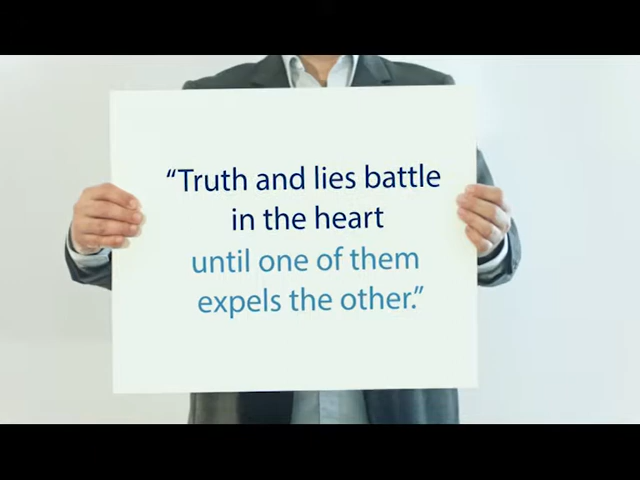 “Truth and lies battle
in the heart
until one of them
expels the other.”